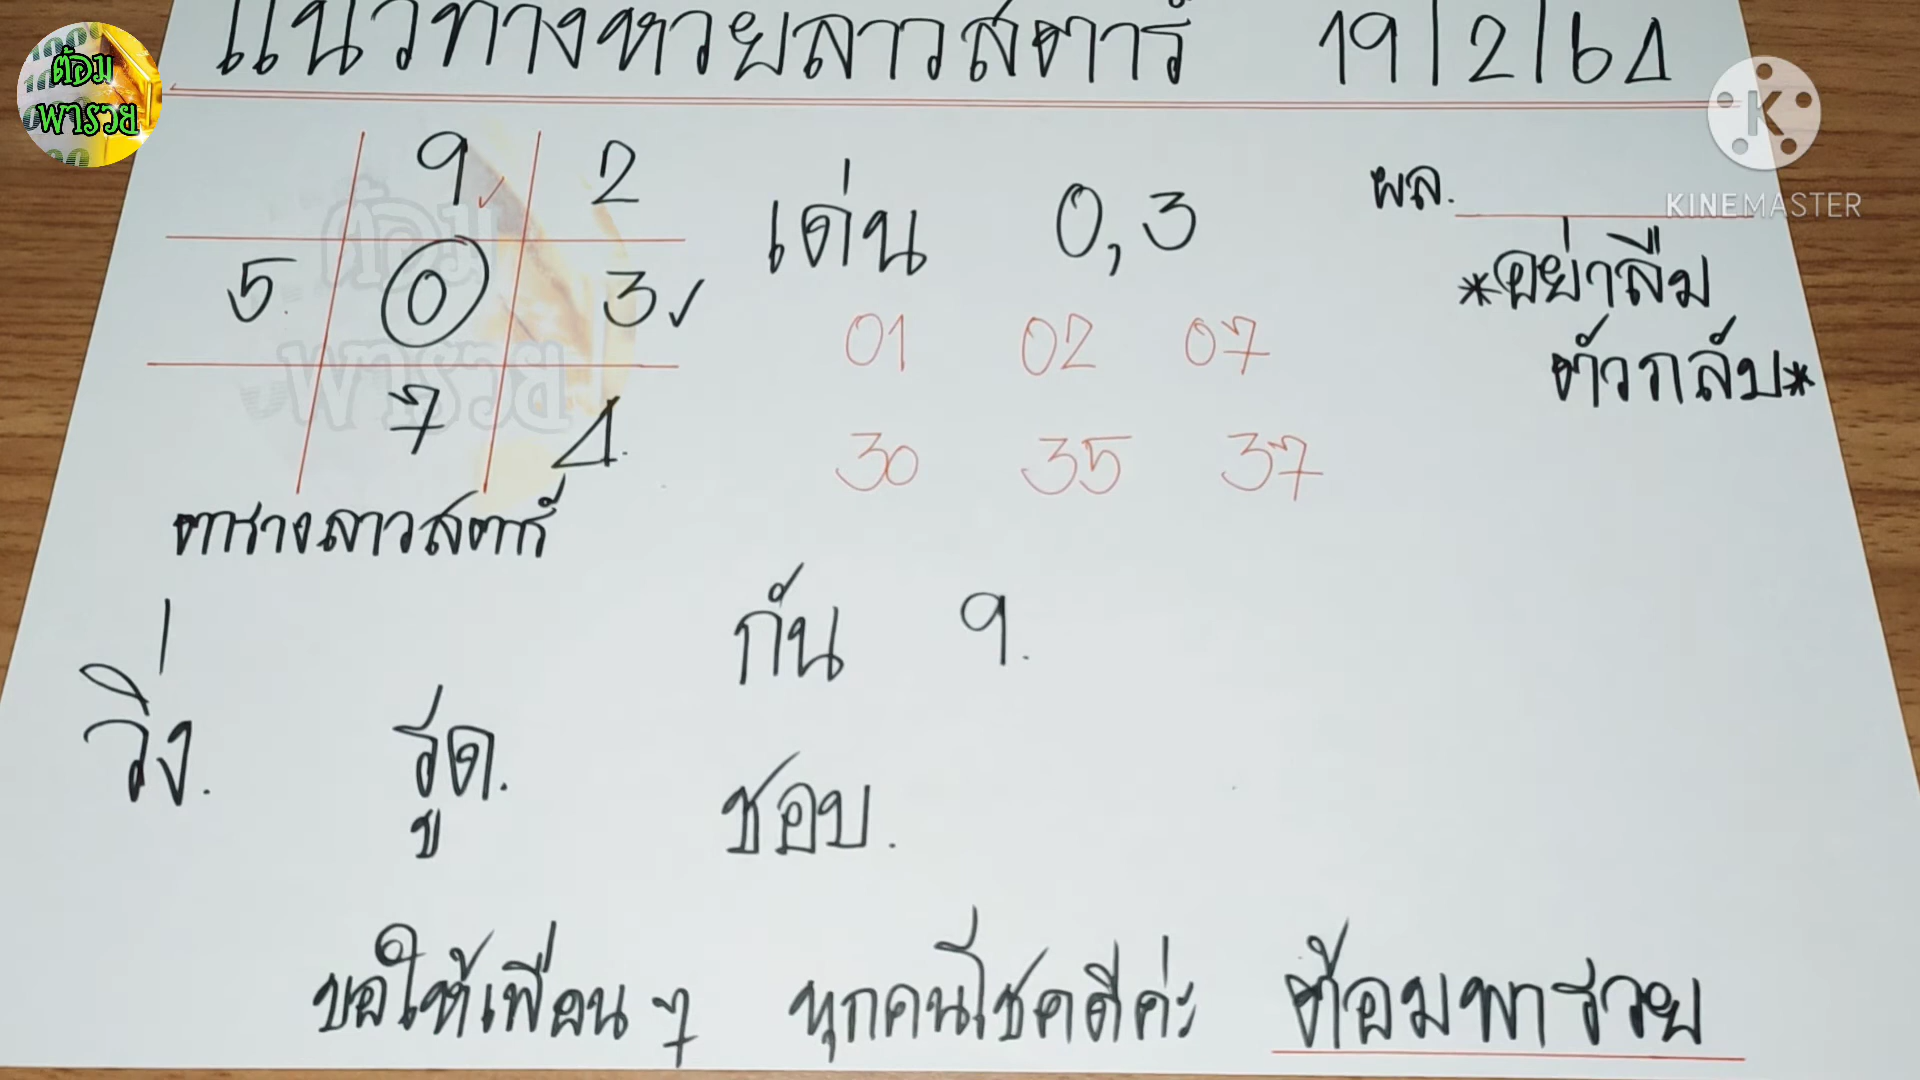 แนวทางหวยลาวสตาร์ 19/2/64
ต้อม
พารวย
KINEMASTER
9 2
5 0 3
7 4
ตารางลาวสตาร์
เด่น 0,3
01 02 07
30 35 37
ผล.
*อย่าลืม
ตัวกลับ*
กัน 9.
วิ่ง. รูด. ชอบ.
ขอให้เพื่อน ๆ ทุกคนโชคดีค่ะ ต้อมพารวย